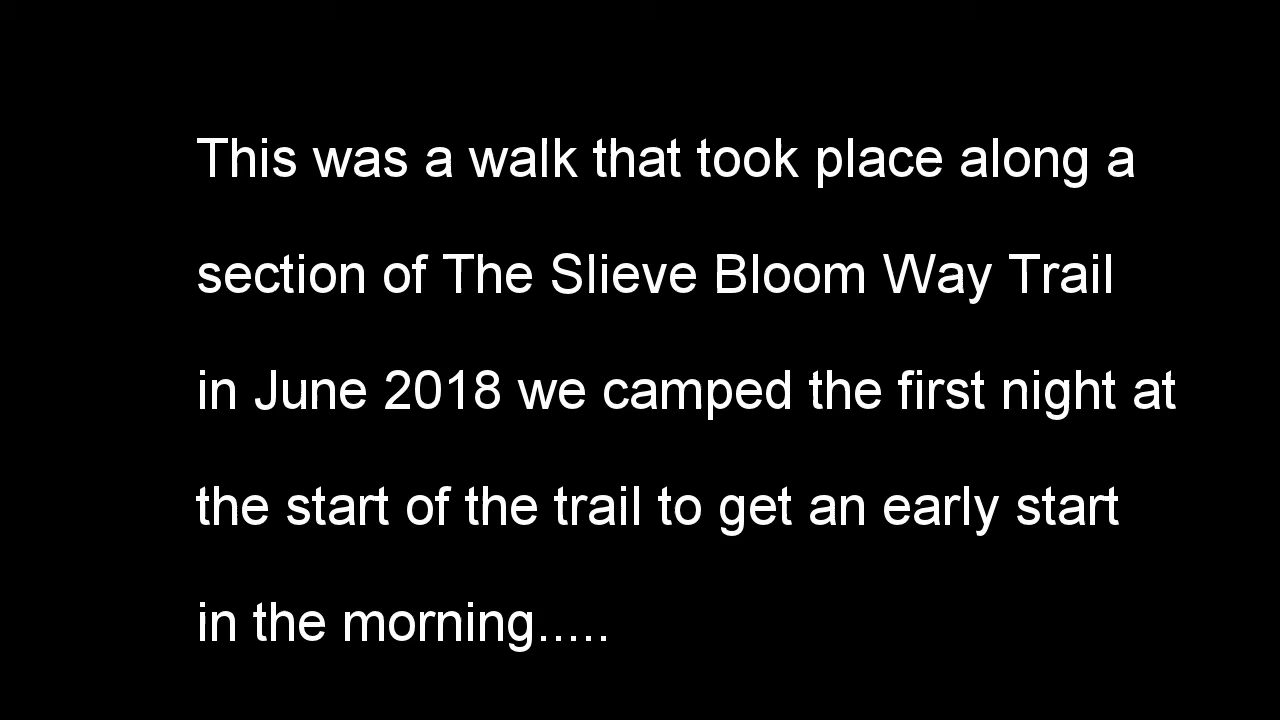 This was a walk that took place along a
section of The Slieve Bloom Way Trail
in June 2018 we camped the first night at
the start of the trail to get an early start
in the morning.....